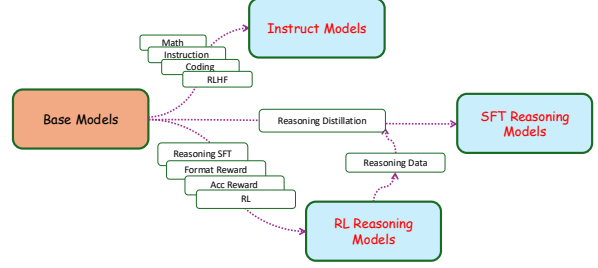 Instruct Models
Math
Instruction
Coding
RLHF
Base Models
Reasoning Distillation
SFT Reasoning
Models
Reasoning SFT
Format Reward
Acc Reward
RL
Reasoning Data
RL Reasoning
Models